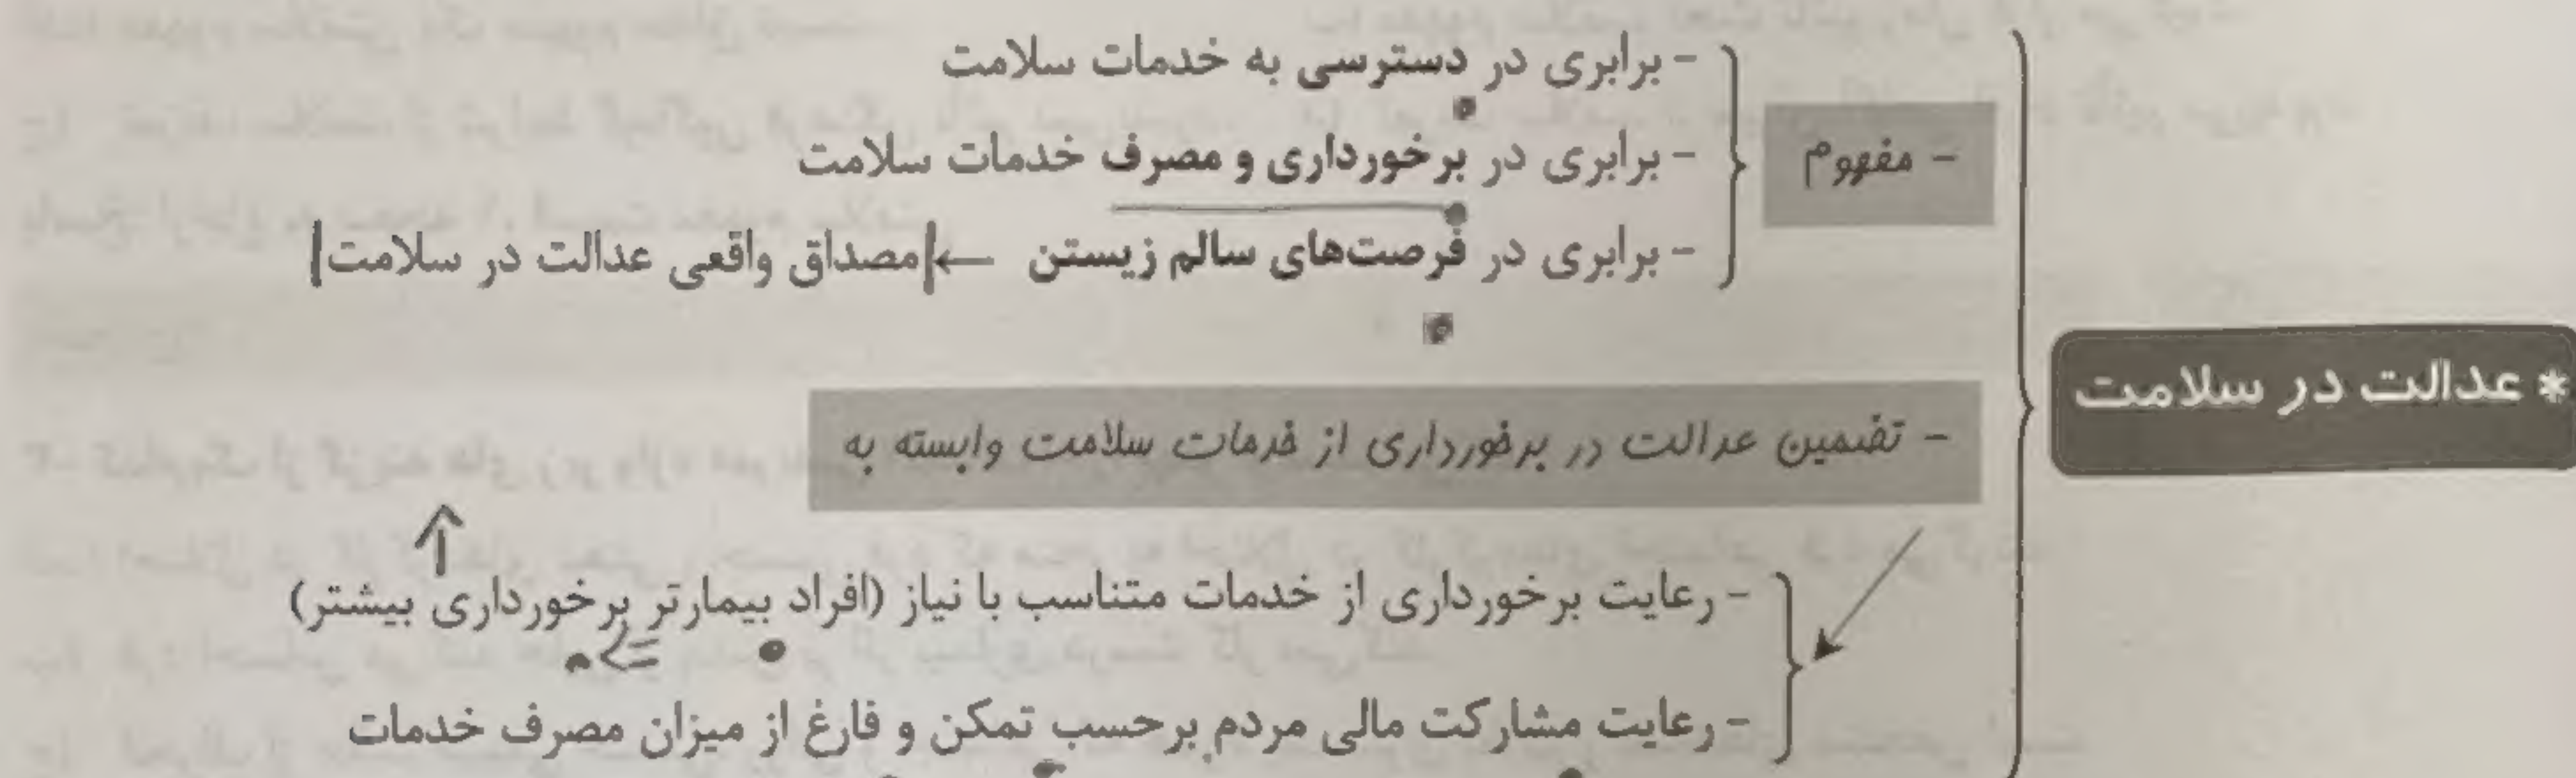 * عدالت در سلامت
- مفهوم
- برابری در دسترسی به خدمات سلامت
- برابری در برخورداری و مصرف خدمات سلامت
- برابری در فرصت‌های سالم زیستن ← مصداق واقعی عدالت در سلامت
- تضمین عدالت در برخورداری از خدمات سلامت وابسته به
- رعایت برخورداری از خدمات متناسب با نیاز (افراد بیمارتر برخورداری بیشتر)
- رعایت مشارکت مالی مردم برحسب تمکن و فارغ از میزان مصرف خدمات